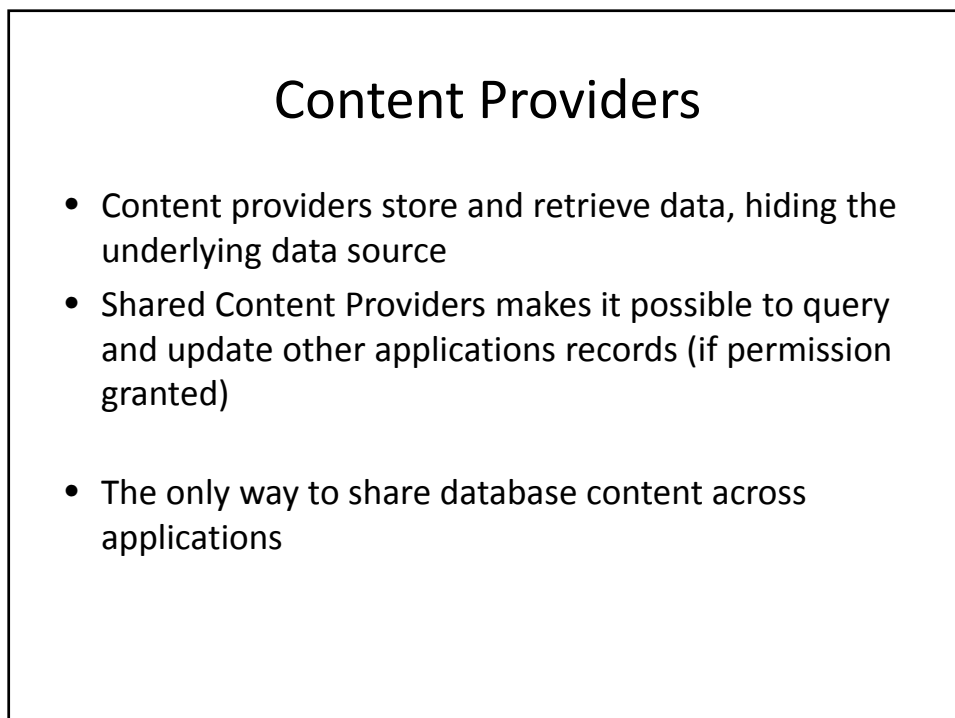 Content Providers
• Content providers store and retrieve data, hiding the
underlying data source
• Shared Content Providers makes it possible to query
and update other applications records (if permission
granted)
• The only way to share database content across
applications